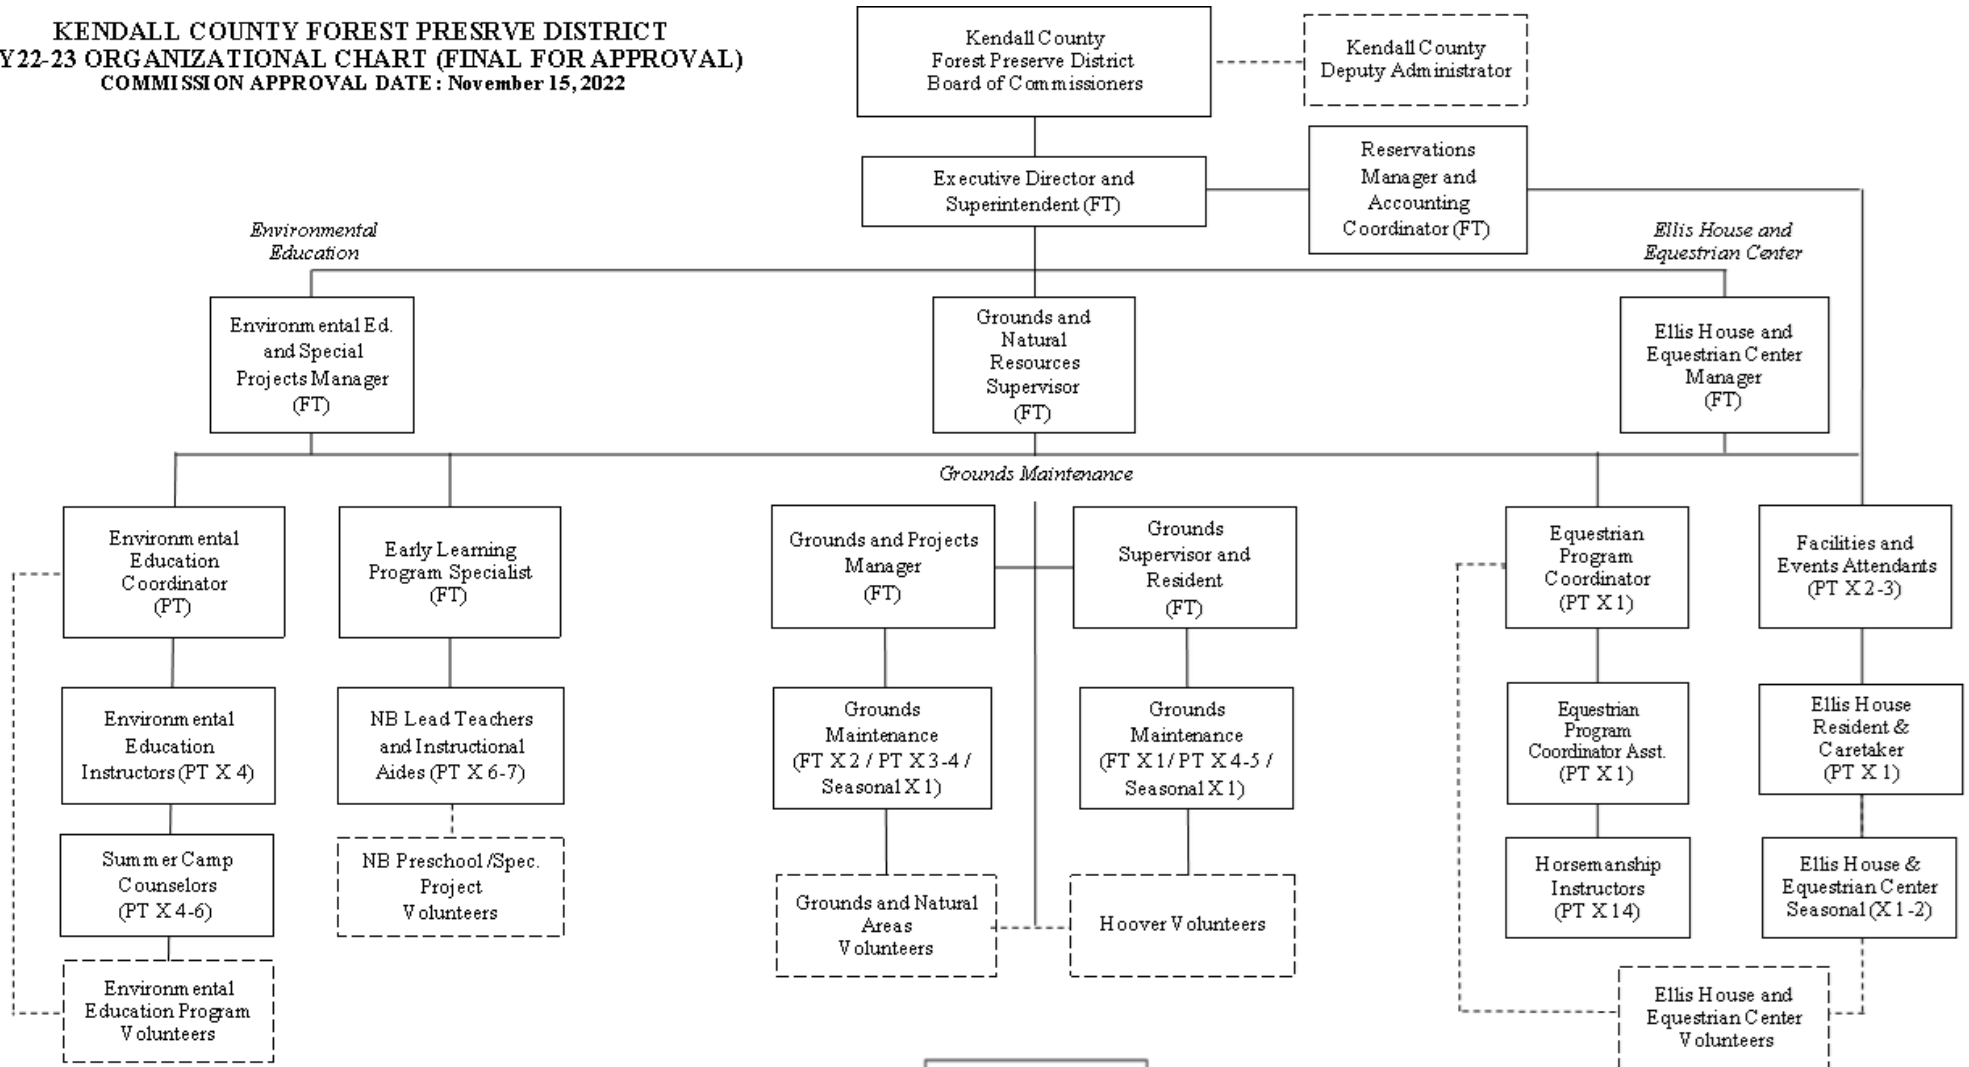 KENDALL COUNTY FOREST PRESRVE DISTRICT
Y22-23 ORGANIZATIONAL CHART (FINAL FOR APPROVAL)
COMMISSION APPROVAL DATE: November 15, 2022
Kendall County
Forest Preserve District
Board of Commissioners
Kendall County
Deputy Administrator
Executive Director and
Superintendent (FT)
Reservations
Manager and
Accounting
Coordinator (FT)
Environmental
Education
Ellis House and
Equestrian Center
Environmental Ed.
and Special
Projects Manager
(FT)
Grounds and
Natural
Resources
Supervisor
(FT)
Ellis House and
Equestrian Center
Manager
(FT)
Grounds Maintenance
Environmental
Education
Coordinator
(PT)
Early Learning
Program Specialist
(FT)
Grounds and Projects
Manager
(FT)
Grounds
Supervisor and
Resident
(FT)
Equestrian
Program
Coordinator
(PT X 1)
Facilities and
Events Attendants
(PT X 2-3)
Environmental
Education
Instructors (PT X 4)
NB Lead Teachers
and Instructional
Aides (PT X 6-7)
Grounds
Maintenance
(FT X 2 / PT X 3-4 /
Seasonal X 1)
Grounds
Maintenance
(FT X 1/ PT X 4-5 /
Seasonal X 1)
Equestrian
Program
Coordinator Asst.
(PT X 1)
Ellis House
Resident &
Caretaker
(PT X 1)
Summer Camp
Counselors
(PT X 4-6)
NB Preschool /Spec.
Project
Volunteers
Grounds and Natural
Areas
Volunteers
Hoover Volunteers
Horsemanship
Instructors
(PT X 14)
Ellis House &
Equestrian Center
Seasonal (X 1-2)
Environmental
Education Program
Volunteers
Ellis House and
Equestrian Center
Volunteers